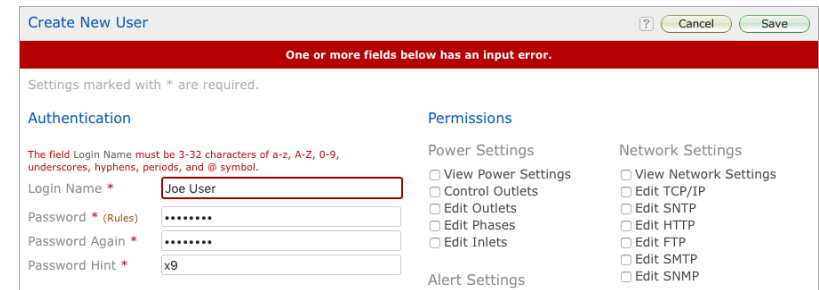 Create New User
? Cancel Save
One or more fields below has an input error.
Settings marked with * are required.
Authentication
The field Login Name must be 3-32 characters of a-z, A-Z, 0-9,
underscores, hyphens, periods, and @ symbol.
Login Name * Joe User
Password * (Rules) ••••••••
Password Again * ••••••••
Password Hint * x9
Permissions
Power Settings
View Power Settings
Control Outlets
Edit Outlets
Edit Phases
Edit Inlets
Alert Settings
Network Settings
View Network Settings
Edit TCP/IP
Edit SNTP
Edit HTTP
Edit FTP
Edit SMTP
Edit SNMP